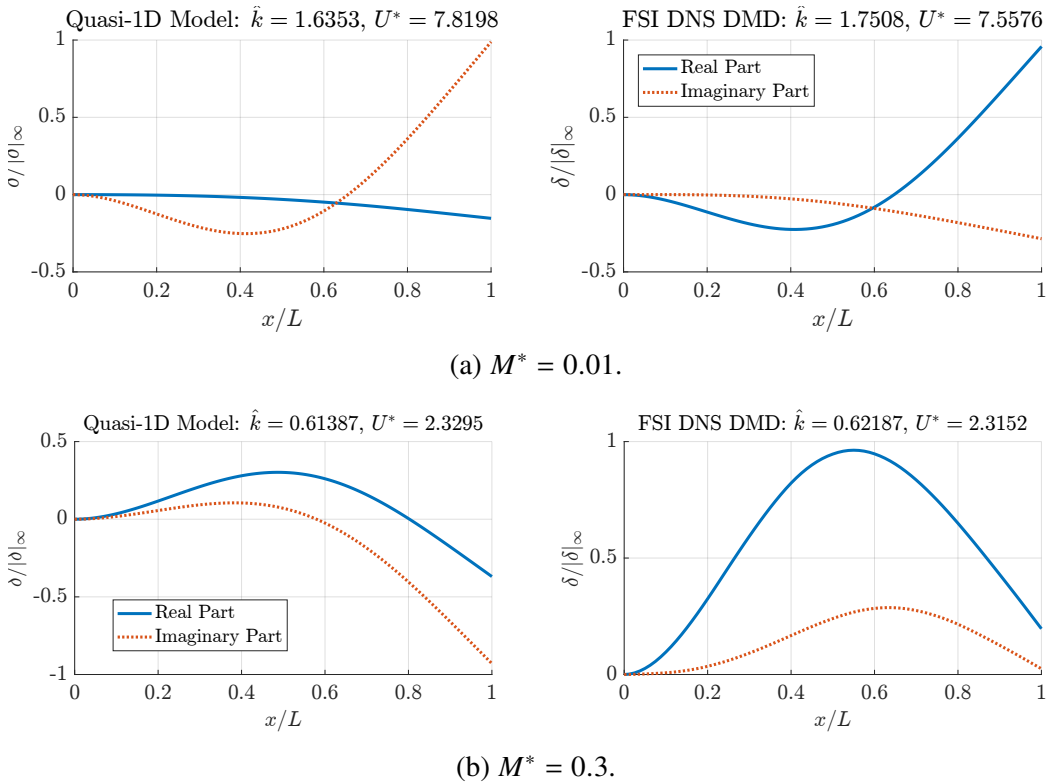 Quasi-1D Model: k̂ = 1.6353, U* = 7.8198
1
0.5
0
-0.5
0 0.2 0.4 0.6 0.8 1
δ/|δ|∞
x/L
FSI DNS DMD: k̂ = 1.7508, U* = 7.5576
Real Part
Imaginary Part
1
0.5
0
-0.5
0 0.2 0.4 0.6 0.8 1
δ/|δ|∞
x/L
(a) M* = 0.01.
Quasi-1D Model: k̂ = 0.61387, U* = 2.3295
0.5
0
-0.5
-1
Real Part
Imaginary Part
0 0.2 0.4 0.6 0.8 1
δ/|δ|∞
x/L
FSI DNS DMD: k̂ = 0.62187, U* = 2.3152
1
0.5
0
0 0.2 0.4 0.6 0.8 1
δ/|δ|∞
x/L
(b) M* = 0.3.